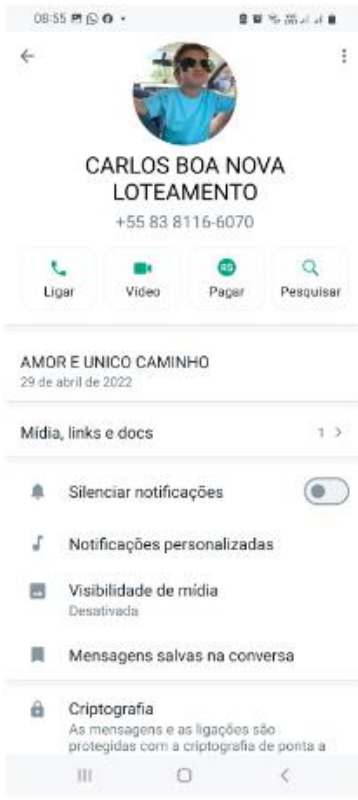 08:55
CARLOS BOA NOVA
LOTEAMENTO
+55 83 8116-6070
Ligar
Vídeo
Pagar
Pesquisar
AMOR E UNICO CAMINHO
29 de abril de 2022
Mídia, links e docs 1
Silenciar notificações
Notificações personalizadas
Visibilidade de mídia
Desativada
Mensagens salvas na conversa
Criptografia
As mensagens e as ligações são
protegidas com a criptografia de ponta a